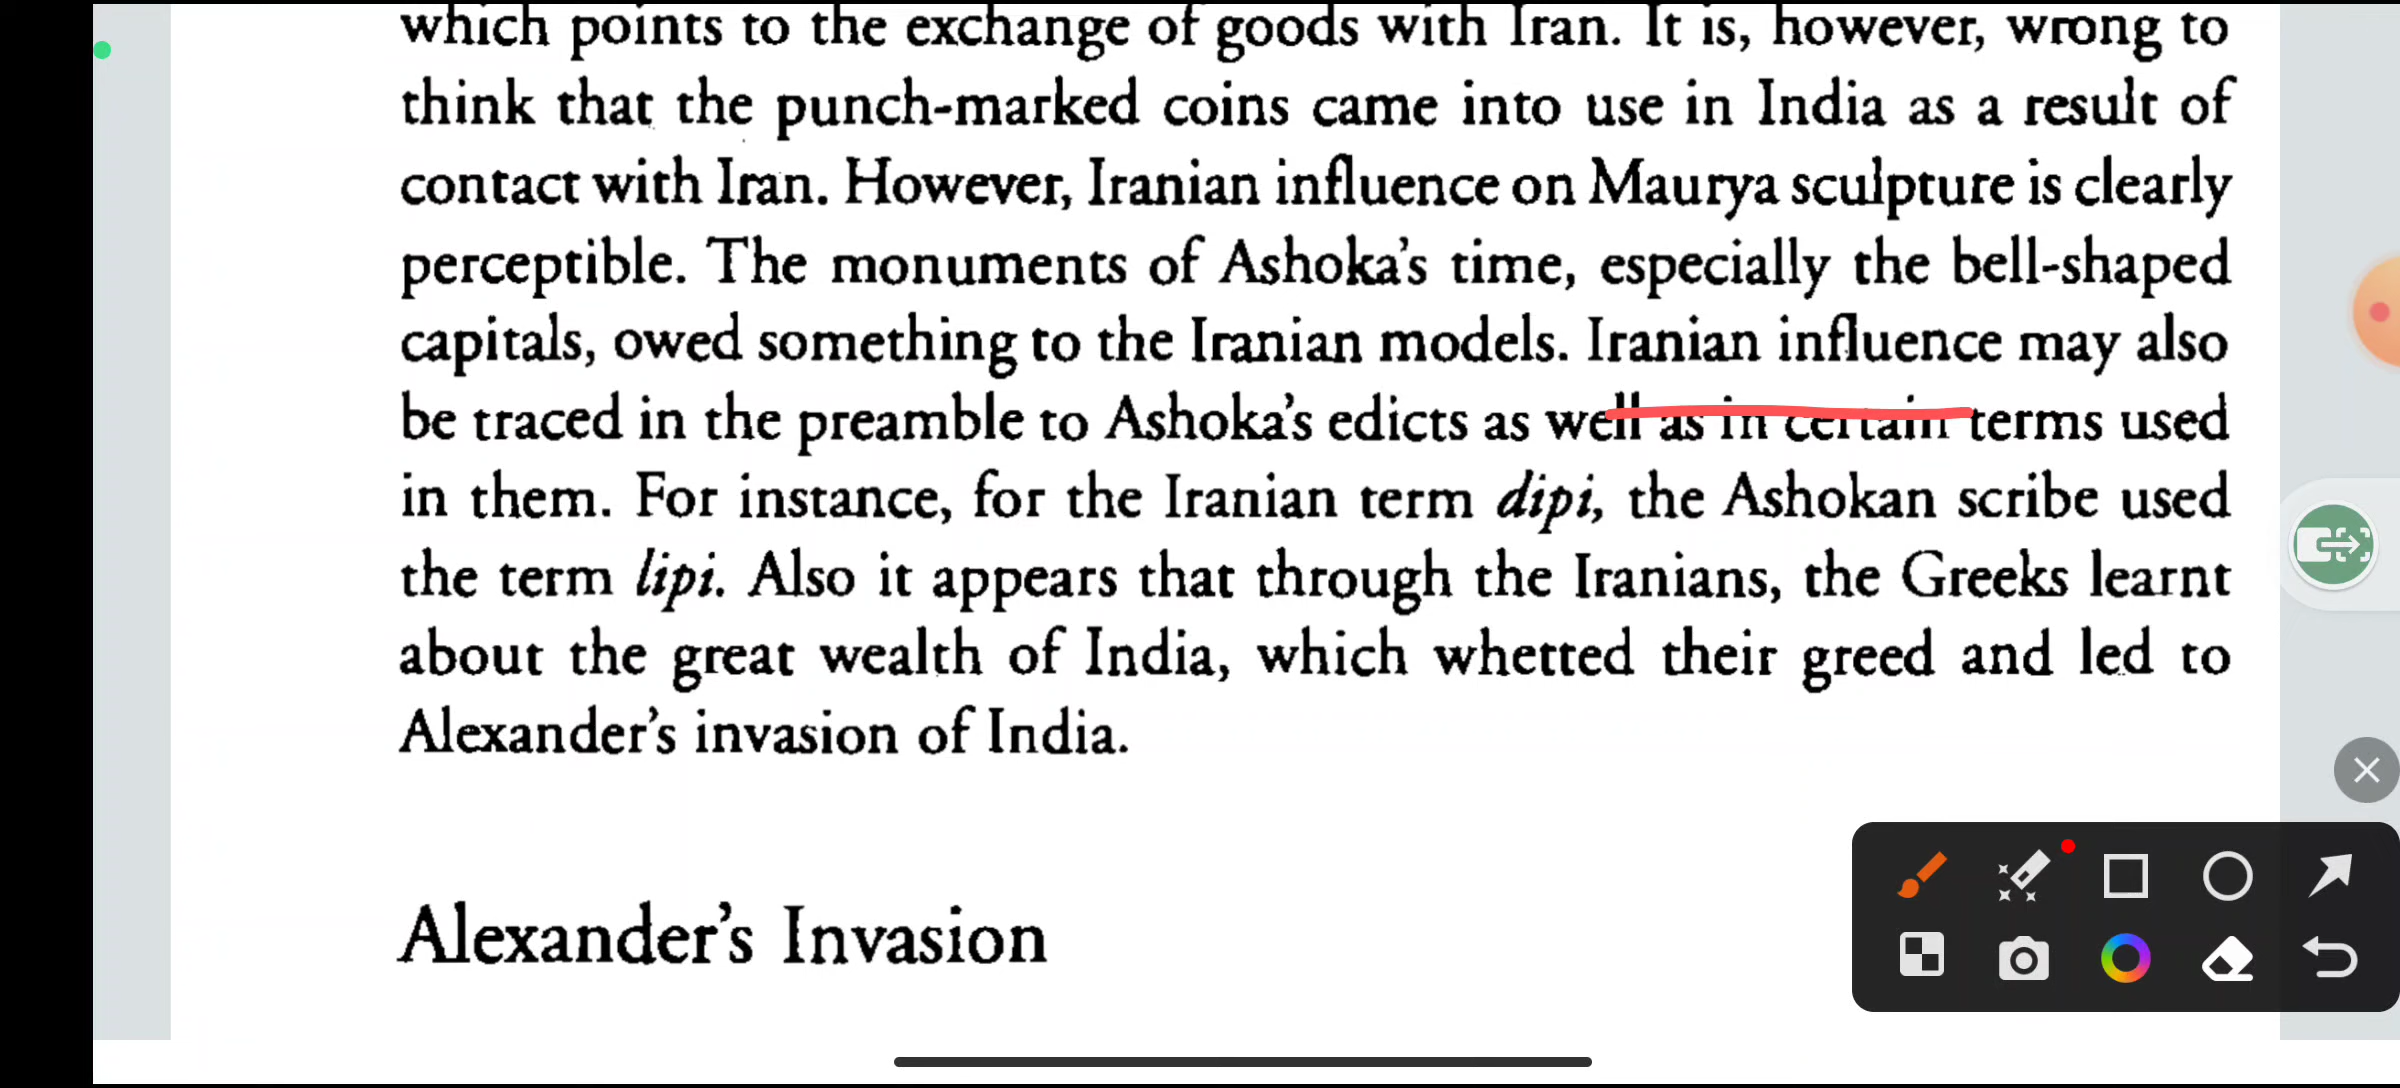 which points to the exchange of goods with Iran. It is, however, wrong to
think that the punch-marked coins came into use in India as a result of
contact with Iran. However, Iranian influence on Maurya sculpture is clearly
perceptible. The monuments of Ashoka's time, especially the bell-shaped
capitals, owed something to the Iranian models. Iranian influence may also
be traced in the preamble to Ashoka's edicts as well as in certain terms used
in them. For instance, for the Iranian term dipi, the Ashokan scribe used
the term lipi. Also it appears that through the Iranians, the Greeks learnt
about the great wealth of India, which whetted their greed and led to
Alexander's invasion of India.
Alexander's Invasion